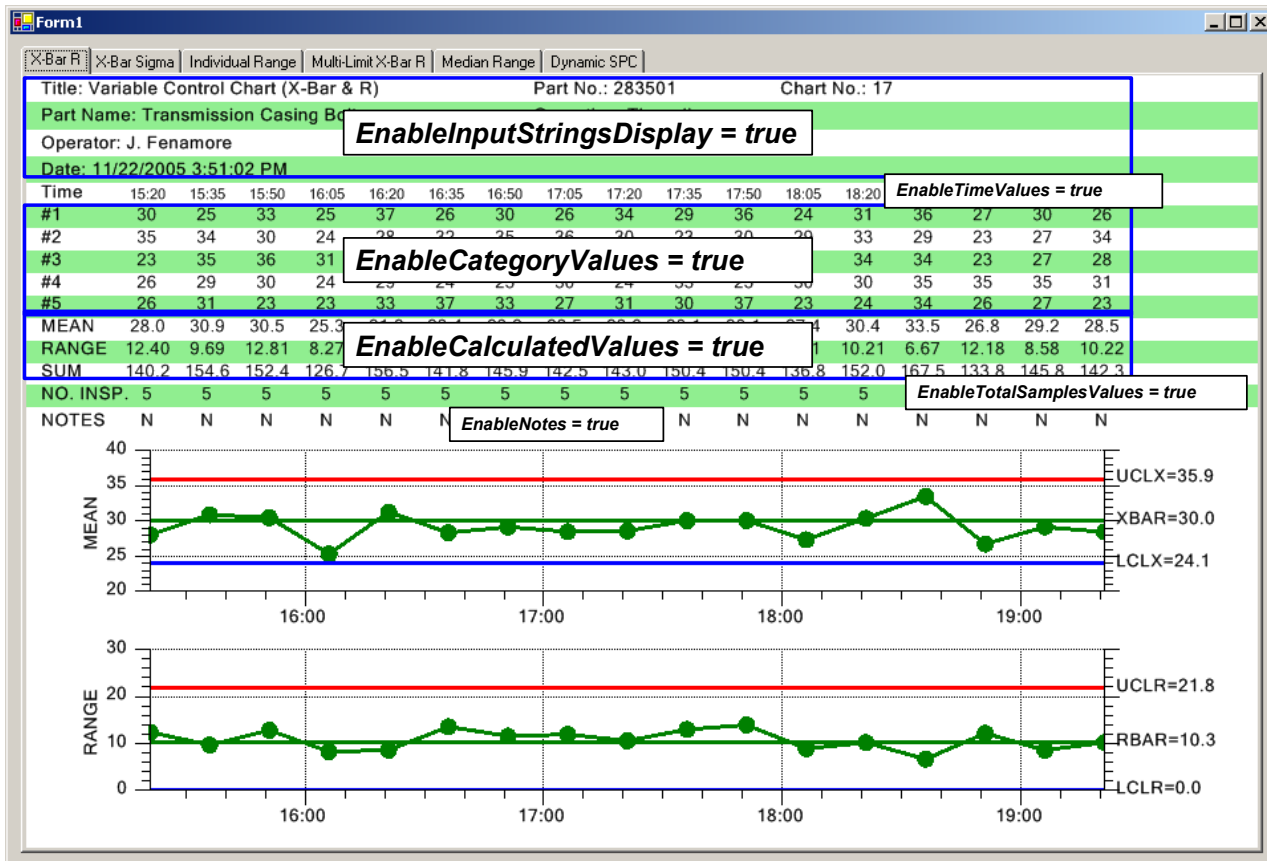 Form1
X-Bar R X-Bar Sigma Individual Range Multi-Limit X-Bar R Median Range Dynamic SPC
Title: Variable Control Chart (X-Bar & R) Part No.: 283501 Chart No.: 17
Part Name: Transmission Casing
EnableInputStringsDisplay = true
Operator: J. Fenamore
Date: 11/22/2005 3:51:02 PM
Time 15:20 15:35 15:50 16:05 16:20 16:35 16:50 17:05 17:20 17:35 17:50 18:05 18:20 EnableTimeValues = true
#1 30 25 33 25 37 26 30 26 34 29 36 24 31 36 27 30 26
#2 35 34 30 24 33 29 23 27 34
#3 23 35 36 31 34 34 23 27 28
EnableCategoryValues = true
#4 26 29 30 24 30 35 35 35 31
#5 26 31 23 23 33 37 33 27 31 30 37 23 24 34 26 27 23
MEAN 28.0 30.9 30.5 25.3 30.4 33.5 26.8 29.2 28.5
RANGE 12.40 9.69 12.81 8.27 10.21 6.67 12.18 8.58 10.22
EnableCalculatedValues = true
SUM 140.2 154.6 152.4 126.7 156.5 141.8 145.9 142.5 143.0 150.4 150.4 136.8 152.0 167.5 133.8 145.8 142.3
NO. INSP. 5 5 5 5 5 5 5 5 5 5 5 5 5 EnableTotalSamplesValues = true
NOTES N N N N N N EnableNotes = true N N N N N N N N
40
35
30
25
20
MEAN
UCLX=35.9
XBAR=30.0
LCLX=24.1
16:00 17:00 18:00 19:00
30
20
10
0
RANGE
UCLR=21.8
RBAR=10.3
LCLR=0.0
16:00 17:00 18:00 19:00